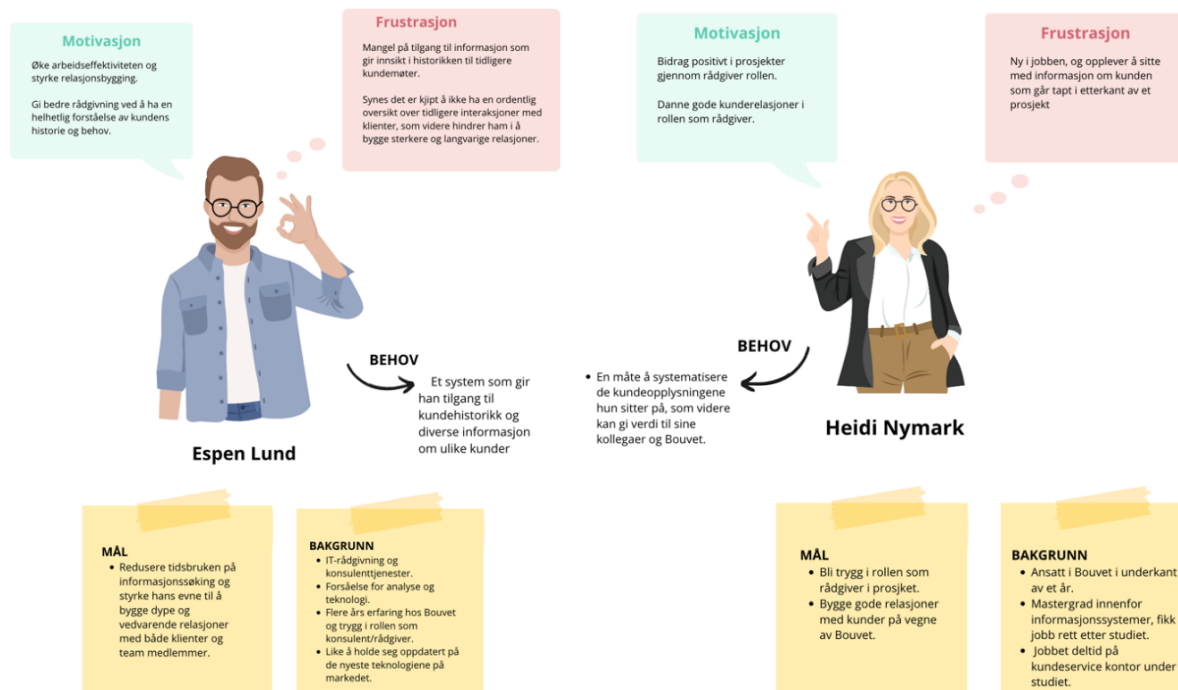 Motivasjon
Øke arbeidseffektiviteten og
styrke relasjonsbygging.
Gi bedre rådgivning ved å ha en
helhetlig forståelse av kundens
historie og behov.
Frustrasjon
Mangel på tilgang til informasjon som
gir innsikt i historikken til tidligere
kundemøter.
Synes det er kjipt å ikke ha en ordentlig
oversikt over tidligere interaksjoner med
klienter, som videre hindrer ham i å
bygge sterkere og langvarige relasjoner.
BEHOV
Et system som gir
han tilgang til
kundehistorikk og
diverse informasjon
om ulike kunder
Espen Lund
MÅL
• Redusere tidsbruken på
informasjonssøking og
styrke hans evne til å
bygge dype og
vedvarende relasjoner
med både klienter og
team medlemmer.
BAKGRUNN
• IT-rådgivning og
konsulenttjenester.
• Forsåelse for analyse og
teknologi.
• Flere års erfaring hos Bouvet
og trygg i rollen som
konsulent/rådgiver.
• Like å holde seg oppdatert på
de nyeste teknologiene på
markedet.
Motivasjon
Bidrag positivt i prosjekter
gjennom rådgiver rollen.
Danne gode kunderelasjoner i
rollen som rådgiver.
Frustrasjon
Ny i jobben, og opplever å sitte
med informasjon om kunden
som går tapt i etterkant av et
prosjekt
BEHOV
• En måte å systematisere
de kundeopplysningene
hun sitter på, som videre
kan gi verdi til sine
kollegaer og Bouvet.
Heidi Nymark
MÅL
• Bli trygg i rollen som
rådgiver i prosjket.
• Bygge gode relasjoner
med kunder på vegne
av Bouvet.
BAKGRUNN
• Ansatt i Bouvet i underkant
av et år.
• Mastergrad innenfor
informasjonssystemer, fikk
jobb rett etter studiet.
• Jobbet deltid på
kundeservice kontor under
studiet.